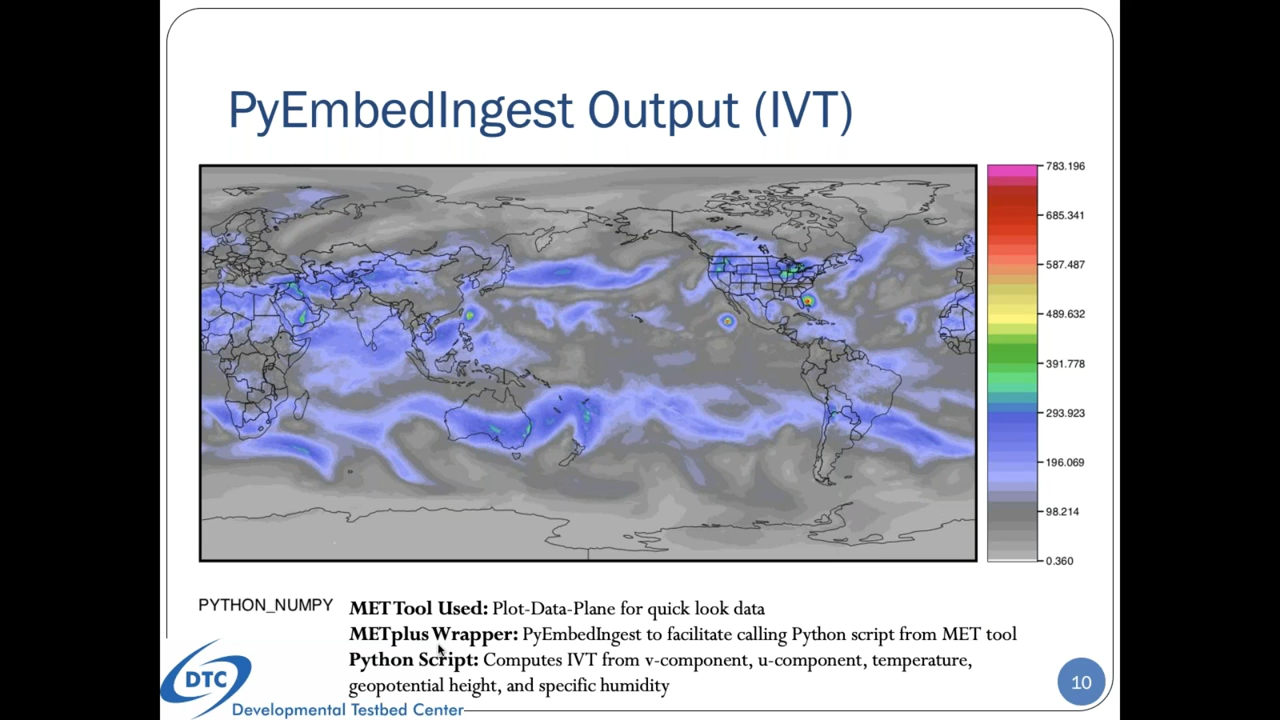 PyEmbedIngest Output (IVT)
783.196
685.341
587.487
489.632
391.778
293.923
196.069
98.214
0.360
PYTHON_NUMPY
MET Tool Used: Plot-Data-Plane for quick look data
METplus Wrapper: PyEmbedIngest to facilitate calling Python script from MET tool
Python Script: Computes IVT from v-component, u-component, temperature,
geopotential height, and specific humidity
DTC
Developmental Testbed Center
10